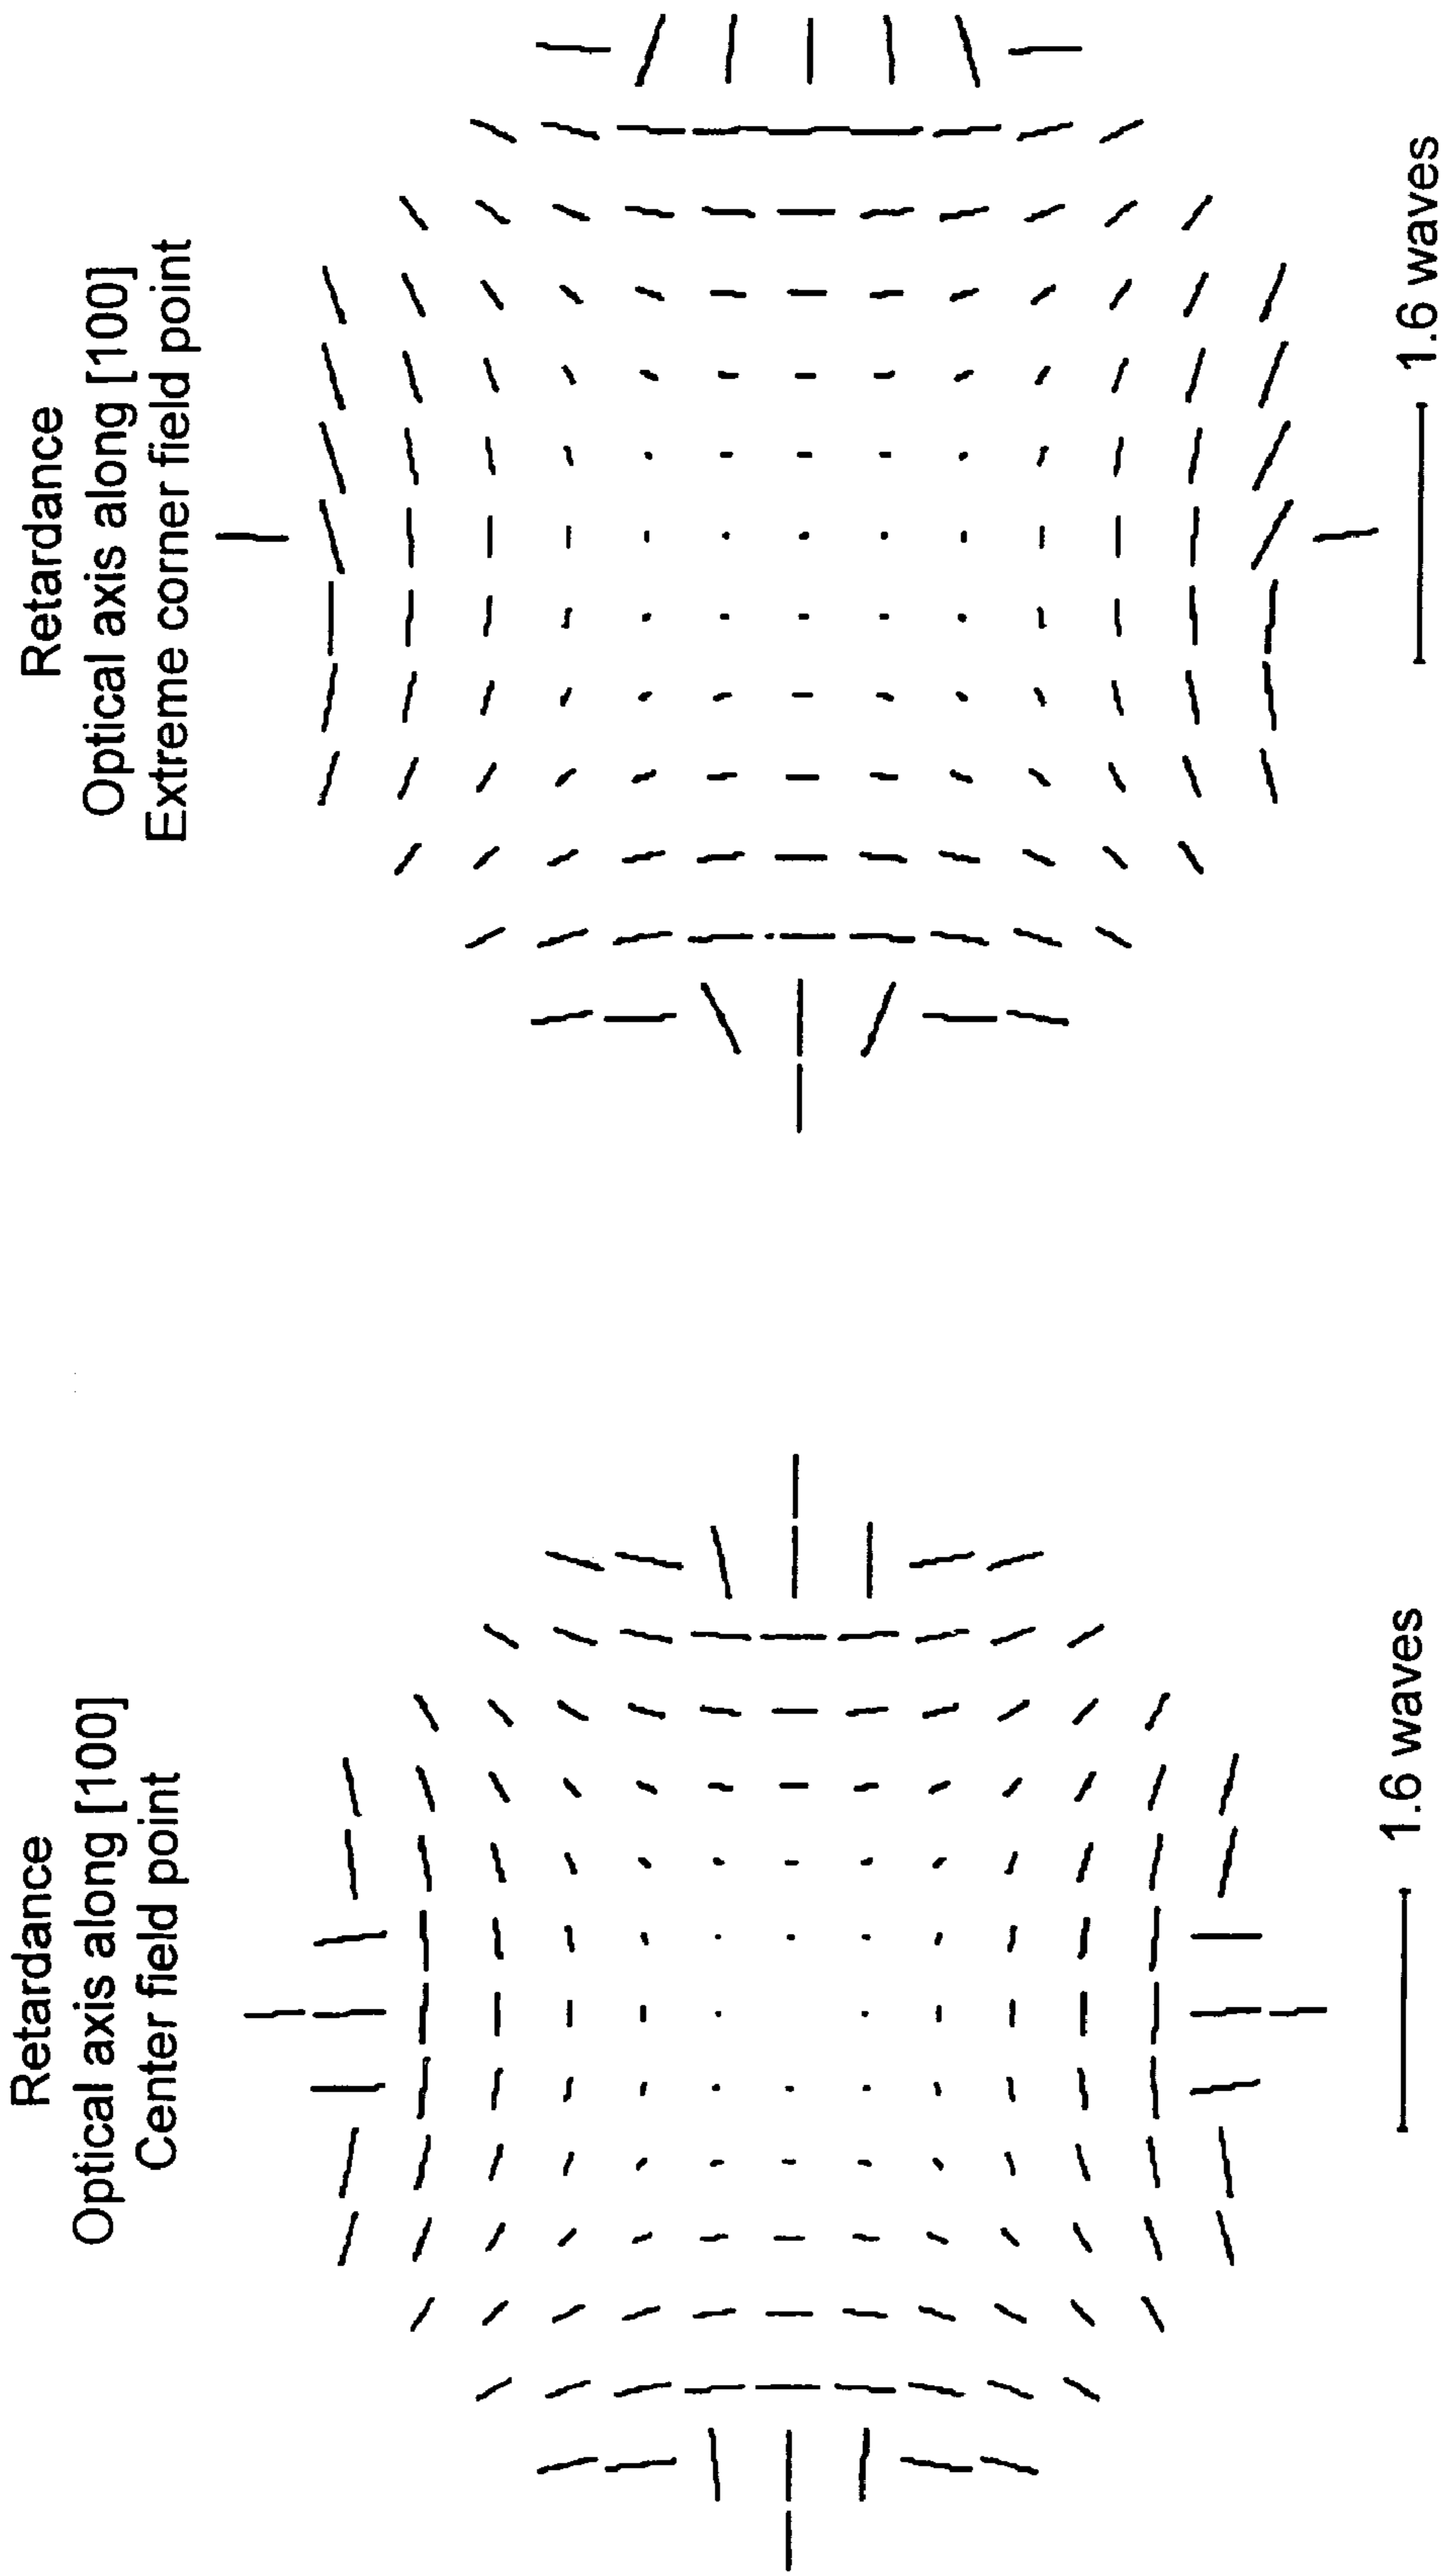 Retardance
Optical axis along [100]
Center field point
1.6 waves
Retardance
Optical axis along [100]
Extreme corner field point
1.6 waves